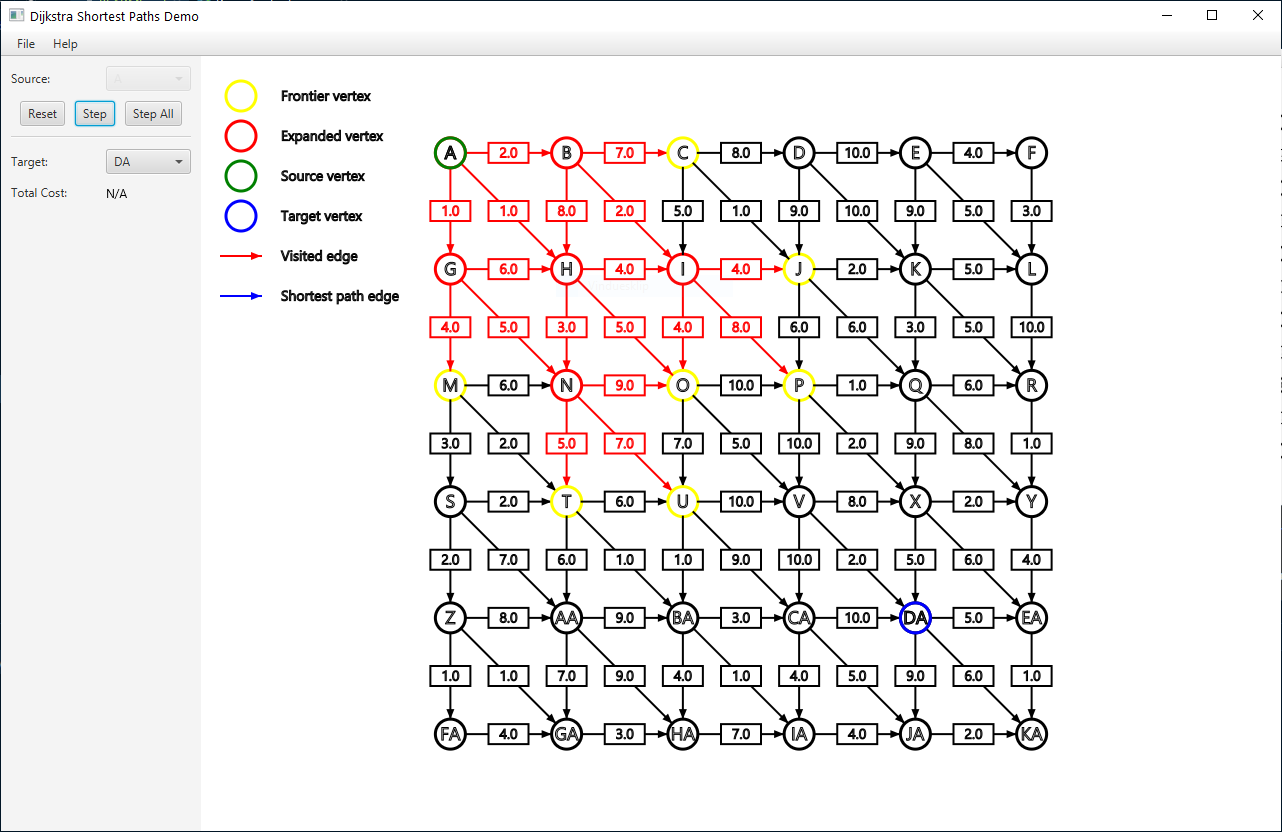 Dijkstra Shortest Paths Demo
File Help
Source: A
Reset Step Step All
Target: DA
Total Cost: N/A
Frontier vertex
Expanded vertex
Source vertex
Target vertex
Visited edge
Shortest path edge
A 2.0 B 7.0 C 8.0 D 10.0 E 4.0 F
1.0 1.0 8.0 2.0 5.0 1.0 9.0 10.0 9.0 5.0 3.0
G 6.0 H 4.0 I 4.0 J 2.0 K 5.0 L
4.0 5.0 3.0 5.0 4.0 8.0 6.0 6.0 3.0 5.0 10.0
M 6.0 N 9.0 O 10.0 P 1.0 Q 6.0 R
3.0 2.0 5.0 7.0 7.0 5.0 10.0 2.0 9.0 8.0 1.0
S 2.0 T 6.0 U 10.0 V 8.0 X 2.0 Y
2.0 7.0 6.0 1.0 1.0 9.0 10.0 2.0 5.0 6.0 4.0
Z 8.0 AA 9.0 BA 3.0 CA 10.0 DA 5.0 EA
1.0 1.0 7.0 9.0 4.0 1.0 4.0 5.0 9.0 6.0 1.0
FA 4.0 GA 3.0 HA 7.0 IA 4.0 JA 2.0 KA